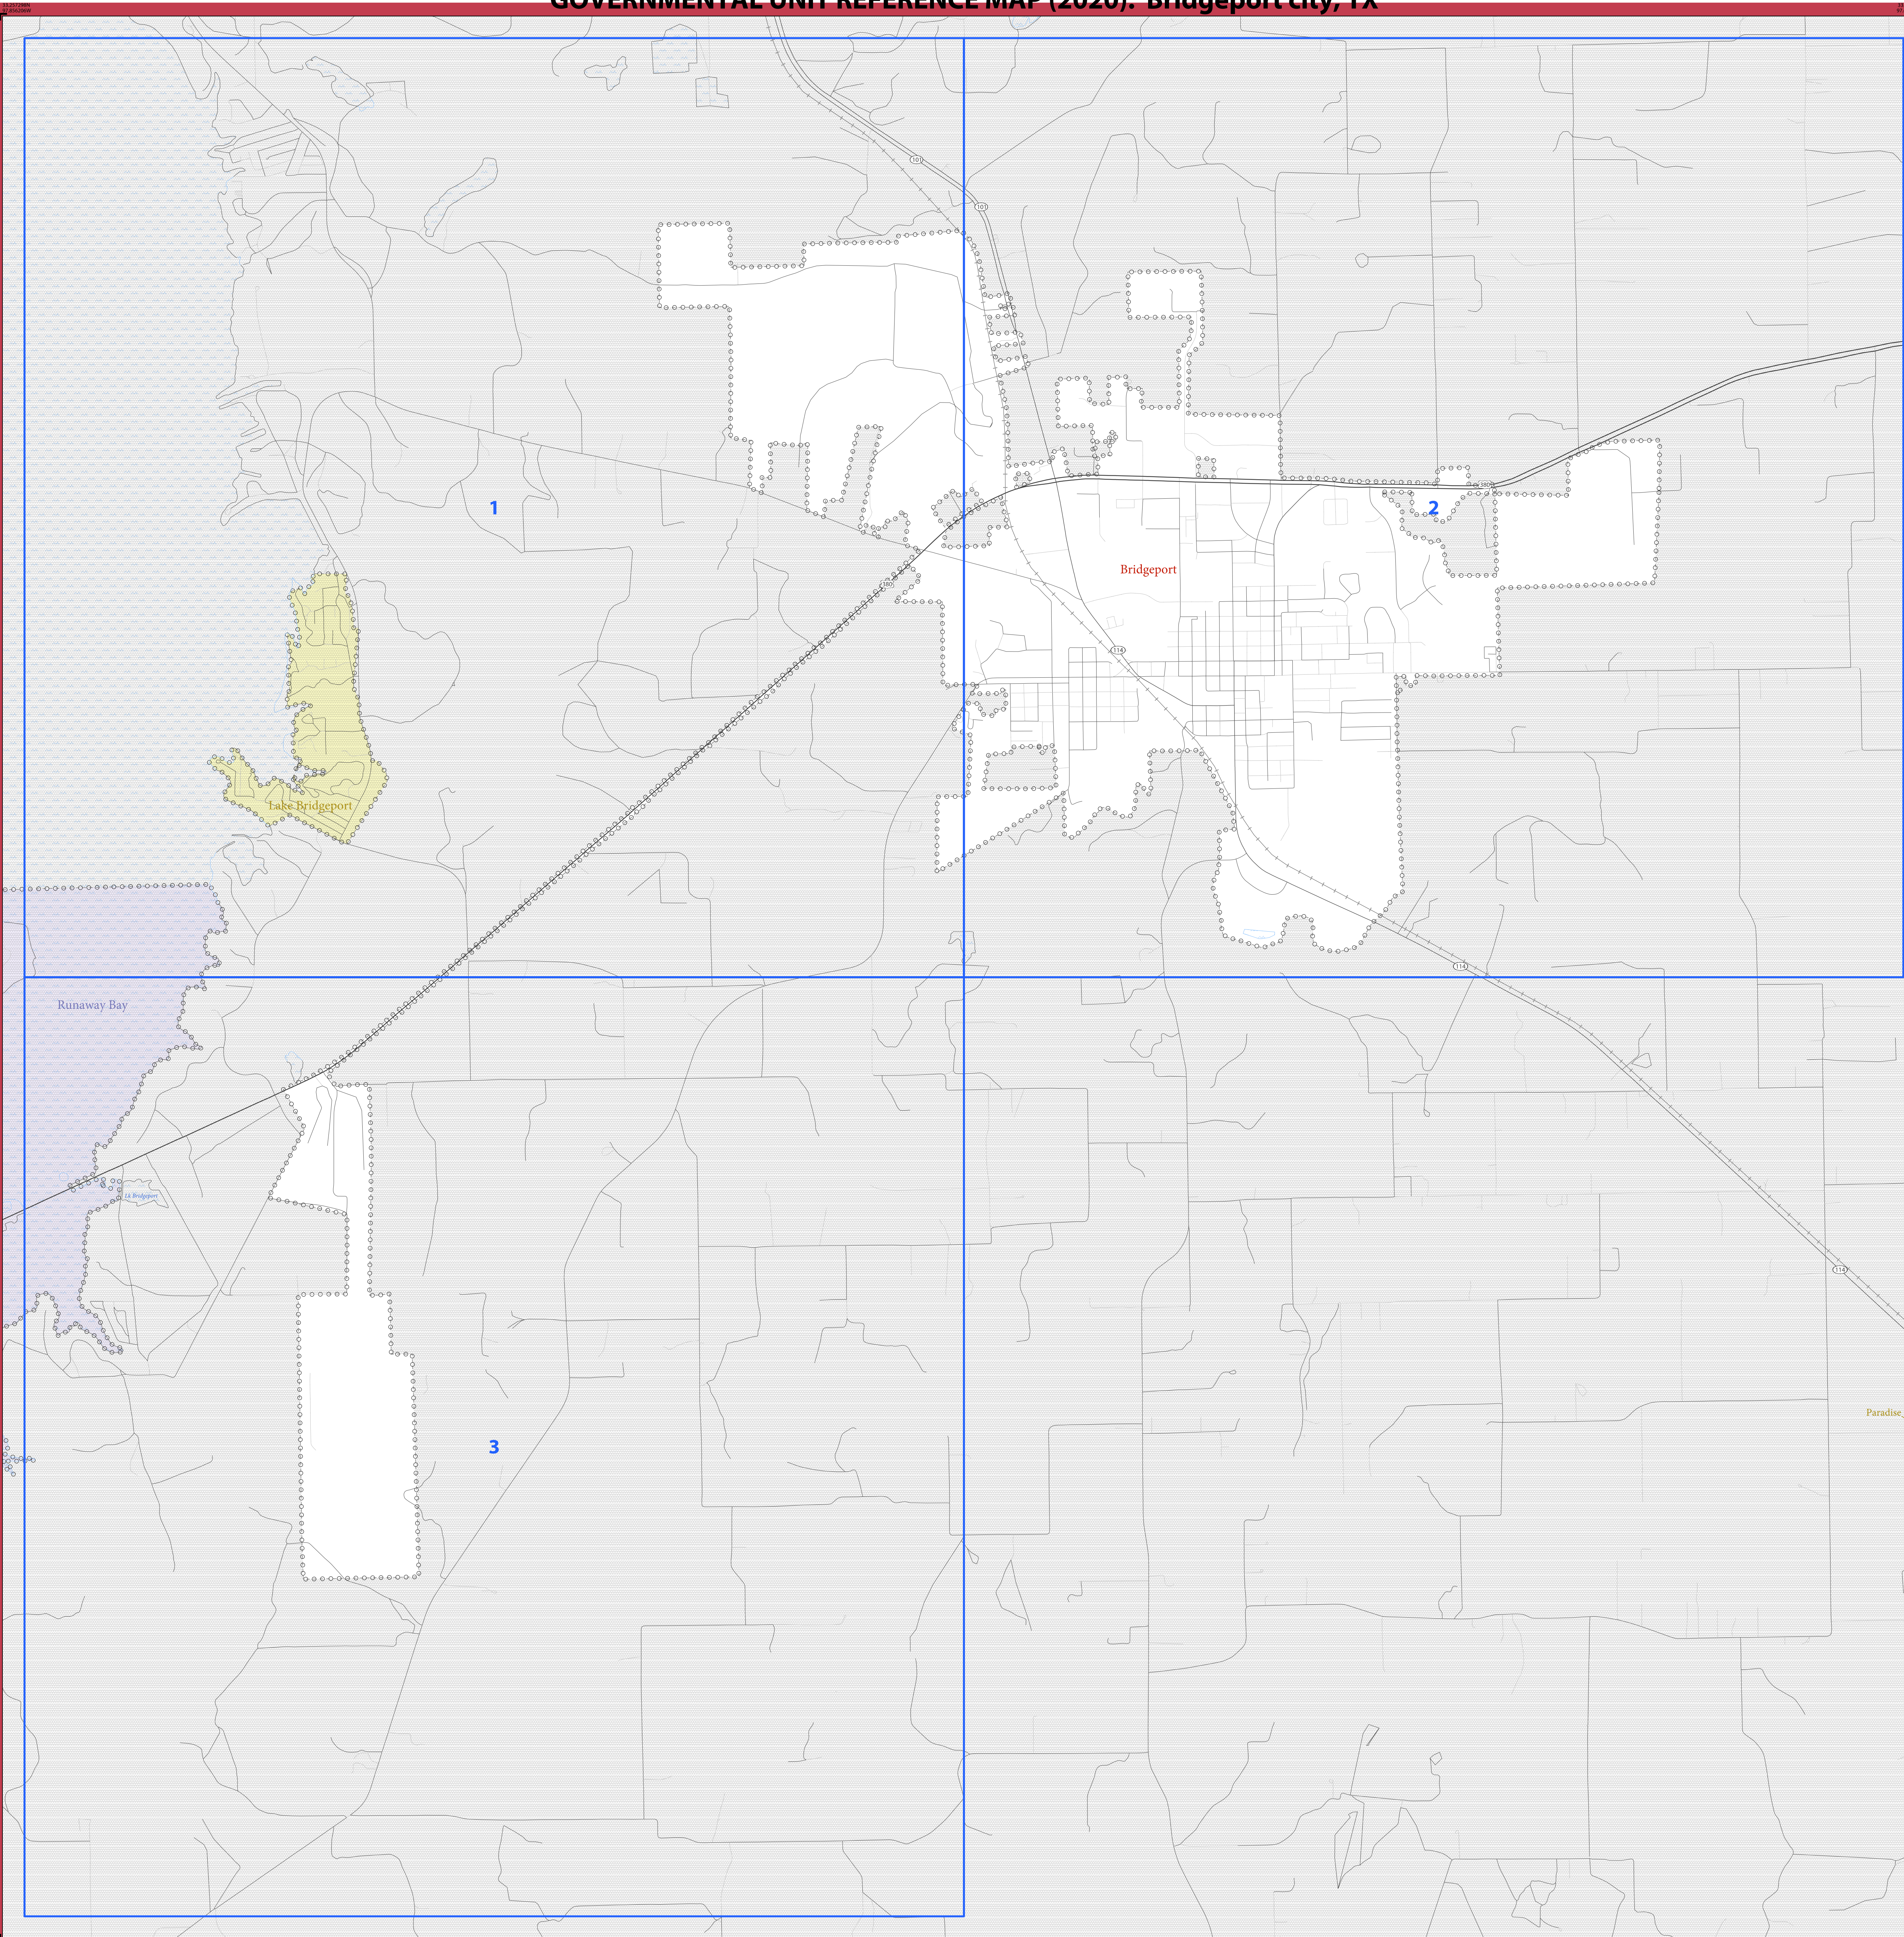 GOVERNMENTAL UNIT REFERENCE MAP (2020): Bridgeport city, TX
101
101
380
1
2
Bridgeport
380
114
Lake Bridgeport
114
Runaway Bay
Lk Bridgeport
114
Paradise
3